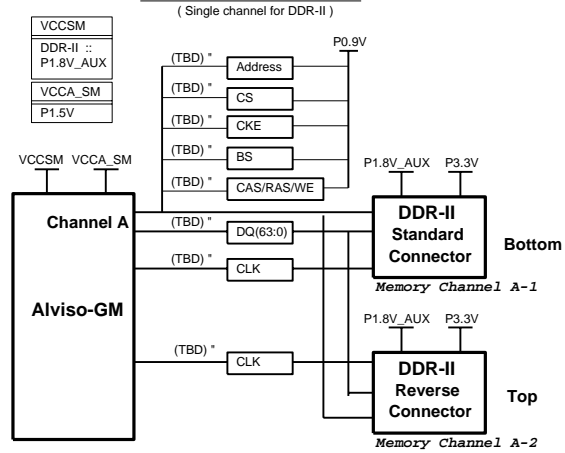 ( Single channel for DDR-II )
VCCSM
DDR-II ::
P1.8V_AUX
VCCA_SM
P1.5V
P0.9V
(TBD) "
Address
(TBD) "
CS
(TBD) "
CKE
(TBD) "
BS
(TBD) "
CAS/RAS/WE
VCCSM VCCA_SM
P1.8V_AUX P3.3V
Channel A
(TBD) "
DQ(63:0)
(TBD) "
CLK
DDR-II
Standard
Connector
Bottom
Memory Channel A-1
Alviso-GM
P1.8V_AUX P3.3V
(TBD) "
CLK
DDR-II
Reverse
Connector
Top
Memory Channel A-2